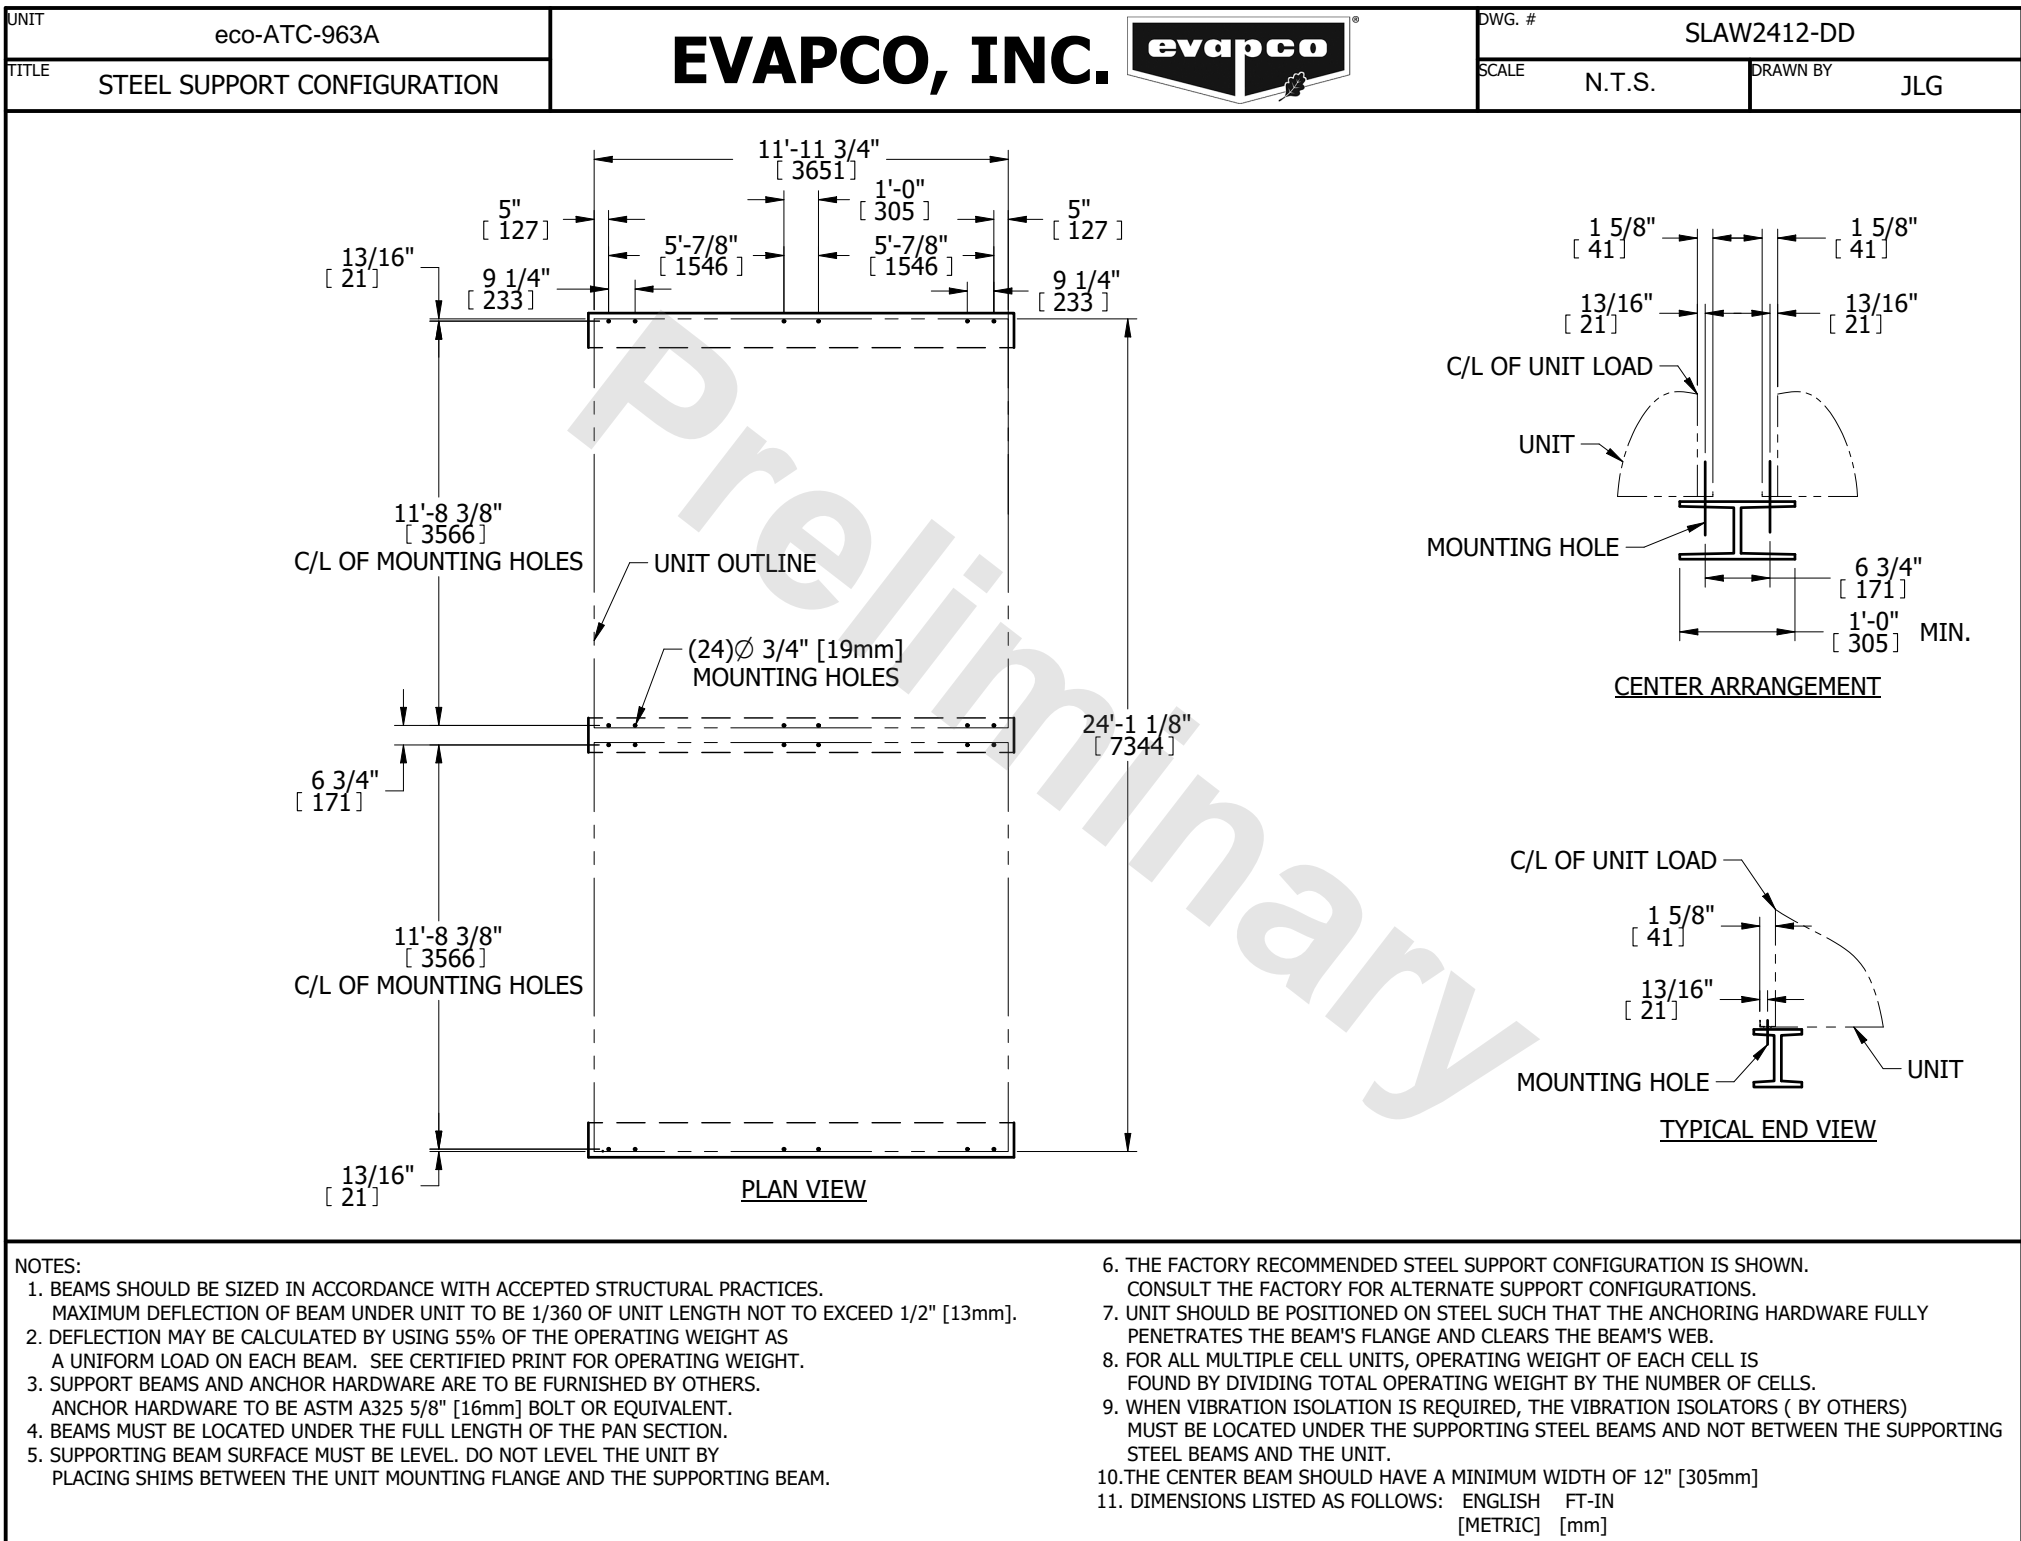 UNIT
eco-ATC-963A
TITLE
STEEL SUPPORT CONFIGURATION
EVAPCO, INC.
evapco
®
DWG. #
SLAW2412-DD
SCALE
N.T.S.
DRAWN BY
JLG
11'-11 3/4"
[ 3651]
1'-0"
[ 305 ]
5"
[ 127]
5"
[ 127 ]
5'-7/8"
[ 1546 ]
5'-7/8"
[ 1546 ]
13/16"
[ 21]
9 1/4"
[ 233]
9 1/4"
[ 233 ]
11'-8 3/8"
[ 3566]
C/L OF MOUNTING HOLES
UNIT OUTLINE
(24)Ø 3/4" [19mm]
MOUNTING HOLES
24'-1 1/8"
[ 7344]
6 3/4"
[ 171]
11'-8 3/8"
[ 3566]
C/L OF MOUNTING HOLES
13/16"
[ 21]
PLAN VIEW
Preliminary
1 5/8"
[ 41]
1 5/8"
[ 41]
13/16"
[ 21]
13/16"
[ 21]
C/L OF UNIT LOAD
UNIT
MOUNTING HOLE
6 3/4"
[ 171]
1'-0"
[ 305] MIN.
CENTER ARRANGEMENT
C/L OF UNIT LOAD
1 5/8"
[ 41]
13/16"
[ 21]
MOUNTING HOLE
UNIT
TYPICAL END VIEW
NOTES:
1. BEAMS SHOULD BE SIZED IN ACCORDANCE WITH ACCEPTED STRUCTURAL PRACTICES.
MAXIMUM DEFLECTION OF BEAM UNDER UNIT TO BE 1/360 OF UNIT LENGTH NOT TO EXCEED 1/2" [13mm].
2. DEFLECTION MAY BE CALCULATED BY USING 55% OF THE OPERATING WEIGHT AS
A UNIFORM LOAD ON EACH BEAM. SEE CERTIFIED PRINT FOR OPERATING WEIGHT.
3. SUPPORT BEAMS AND ANCHOR HARDWARE ARE TO BE FURNISHED BY OTHERS.
ANCHOR HARDWARE TO BE ASTM A325 5/8" [16mm] BOLT OR EQUIVALENT.
4. BEAMS MUST BE LOCATED UNDER THE FULL LENGTH OF THE PAN SECTION.
5. SUPPORTING BEAM SURFACE MUST BE LEVEL. DO NOT LEVEL THE UNIT BY
PLACING SHIMS BETWEEN THE UNIT MOUNTING FLANGE AND THE SUPPORTING BEAM.
6. THE FACTORY RECOMMENDED STEEL SUPPORT CONFIGURATION IS SHOWN.
CONSULT THE FACTORY FOR ALTERNATE SUPPORT CONFIGURATIONS.
7. UNIT SHOULD BE POSITIONED ON STEEL SUCH THAT THE ANCHORING HARDWARE FULLY
PENETRATES THE BEAM'S FLANGE AND CLEARS THE BEAM'S WEB.
8. FOR ALL MULTIPLE CELL UNITS, OPERATING WEIGHT OF EACH CELL IS
FOUND BY DIVIDING TOTAL OPERATING WEIGHT BY THE NUMBER OF CELLS.
9. WHEN VIBRATION ISOLATION IS REQUIRED, THE VIBRATION ISOLATORS ( BY OTHERS)
MUST BE LOCATED UNDER THE SUPPORTING STEEL BEAMS AND NOT BETWEEN THE SUPPORTING
STEEL BEAMS AND THE UNIT.
10.THE CENTER BEAM SHOULD HAVE A MINIMUM WIDTH OF 12" [305mm]
11. DIMENSIONS LISTED AS FOLLOWS: ENGLISH FT-IN
[METRIC] [mm]